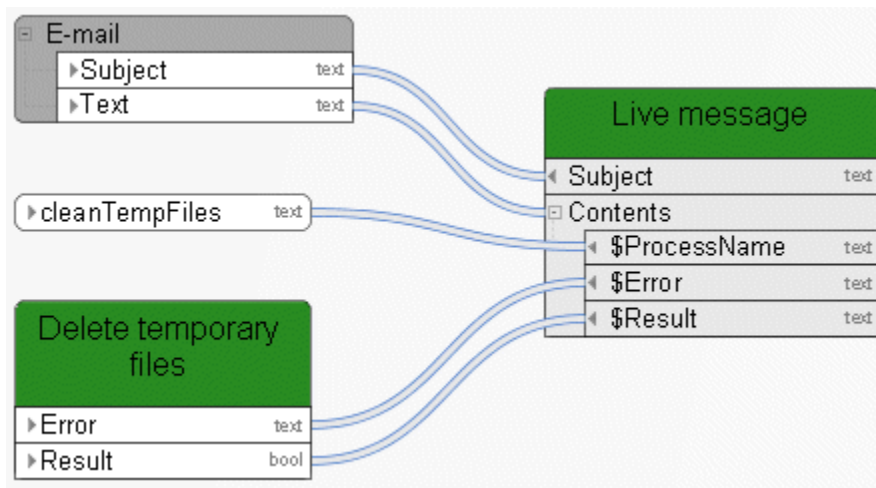 E-mail
Subject text
Text text
cleanTempFiles text
Delete temporary
files
Error text
Result bool
Live message
Subject text
Contents
$ProcessName text
$Error text
$Result text